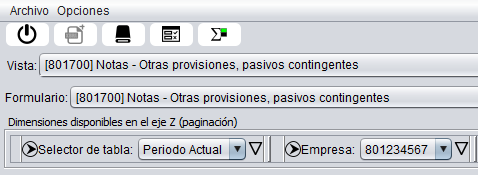 Archivo Opciones
Vista: [801700] Notas - Otras provisiones, pasivos contingentes
Formulario: [801700] Notas - Otras provisiones, pasivos contingentes
Dimensiones disponibles en el eje Z (paginación)
Selector de tabla: Periodo Actual Empresa: 801234567